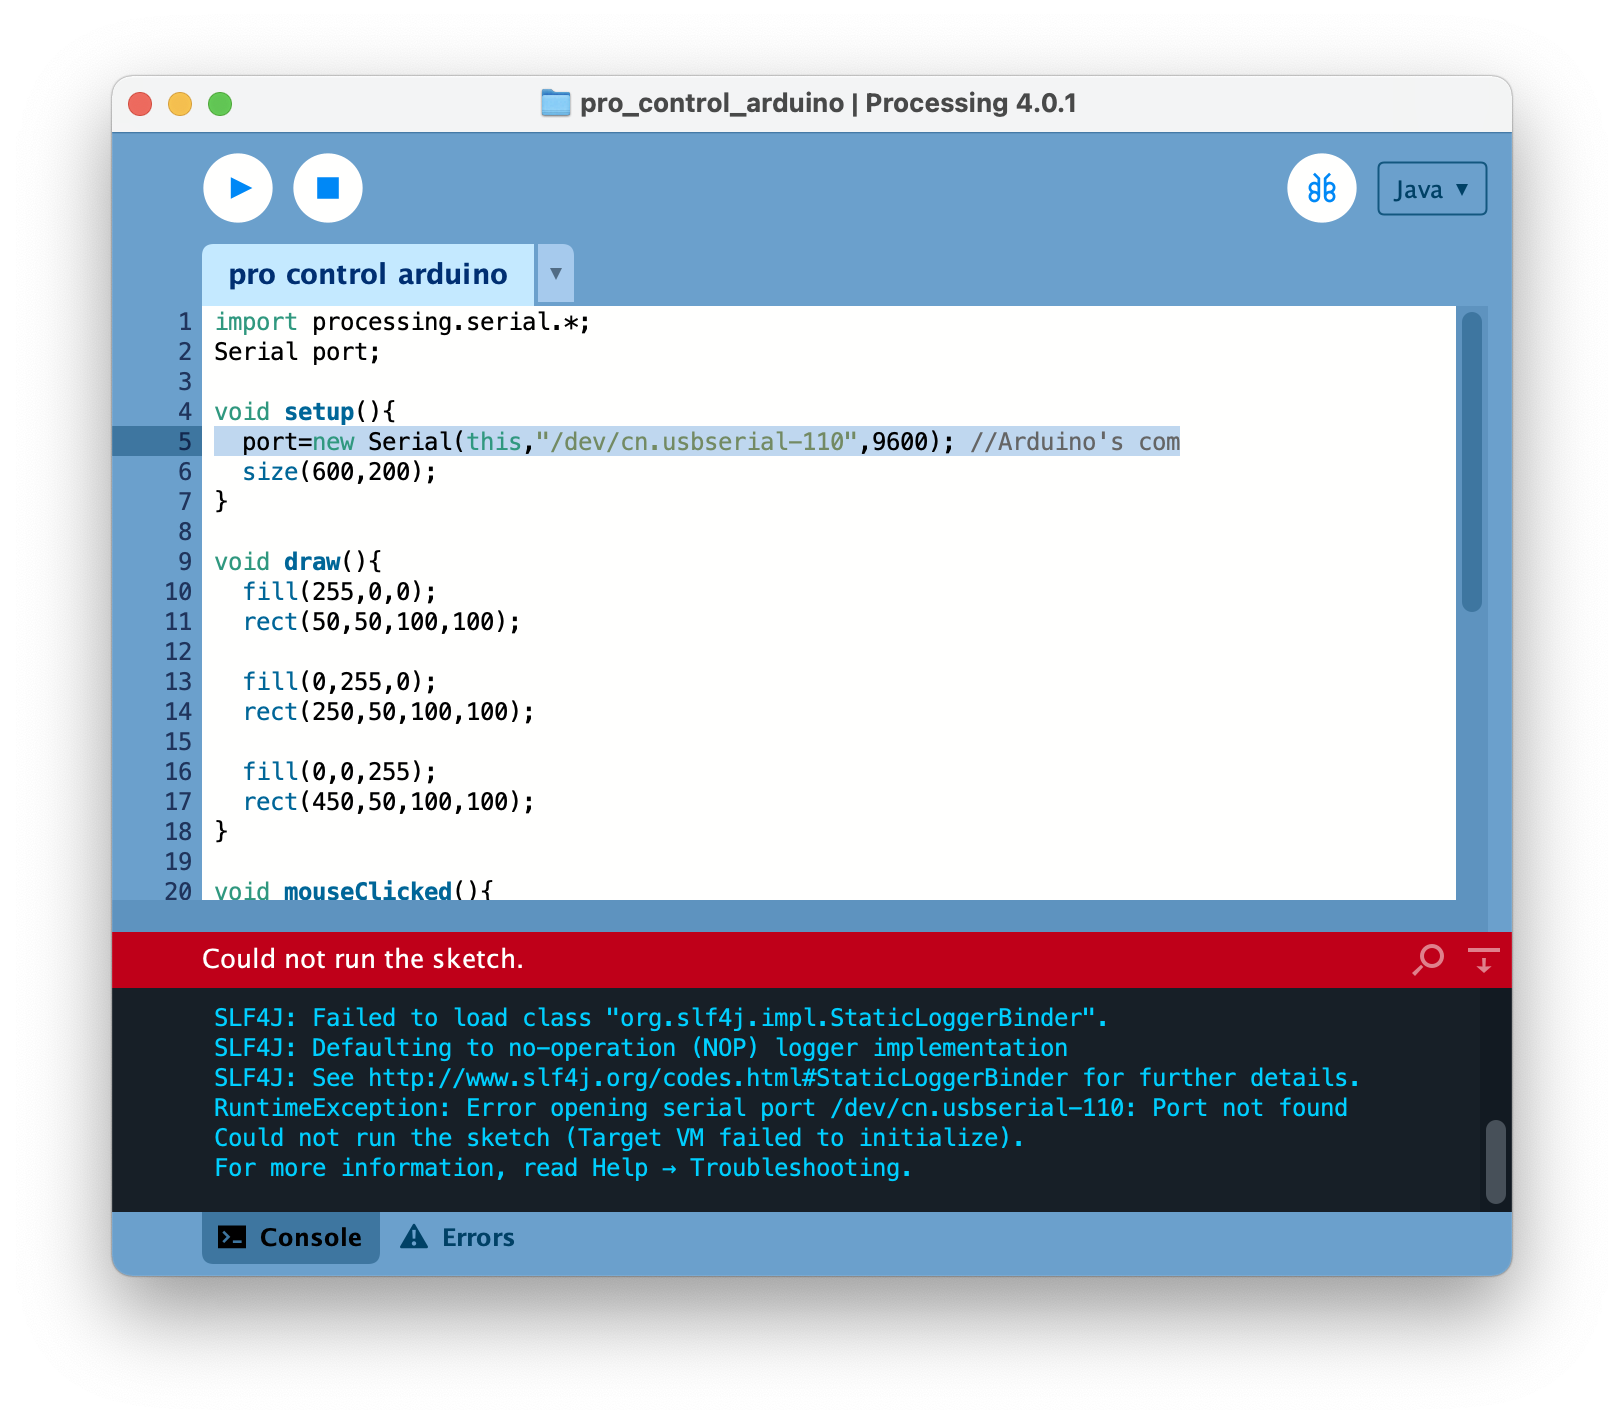 pro_control_arduino | Processing 4.0.1
Java ▼
pro control arduino ▼
1 import processing.serial.*;
2 Serial port;
3
4 void setup(){
5   port=new Serial(this,"/dev/cn.usbserial-110",9600); //Arduino's com
6   size(600,200);
7 }
8
9 void draw(){
10   fill(255,0,0);
11   rect(50,50,100,100);
12
13   fill(0,255,0);
14   rect(250,50,100,100);
15
16   fill(0,0,255);
17   rect(450,50,100,100);
18 }
19
20 void mouseClicked(){
Could not run the sketch.
SLF4J: Failed to load class "org.slf4j.impl.StaticLoggerBinder".
SLF4J: Defaulting to no-operation (NOP) logger implementation
SLF4J: See http://www.slf4j.org/codes.html#StaticLoggerBinder for further details.
RuntimeException: Error opening serial port /dev/cn.usbserial-110: Port not found
Could not run the sketch (Target VM failed to initialize).
For more information, read Help → Troubleshooting.
Console
Errors